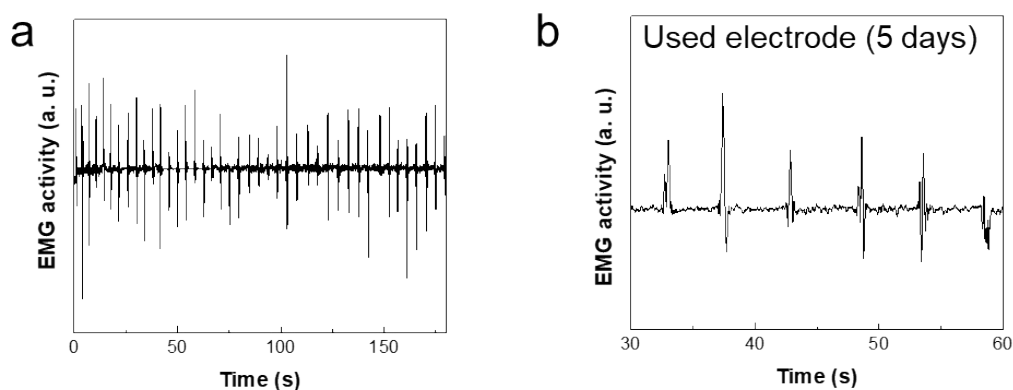 a
EMG activity (a. u.)
0 50 100 150
Time (s)
b
Used electrode (5 days)
EMG activity (a. u.)
30 40 50 60
Time (s)